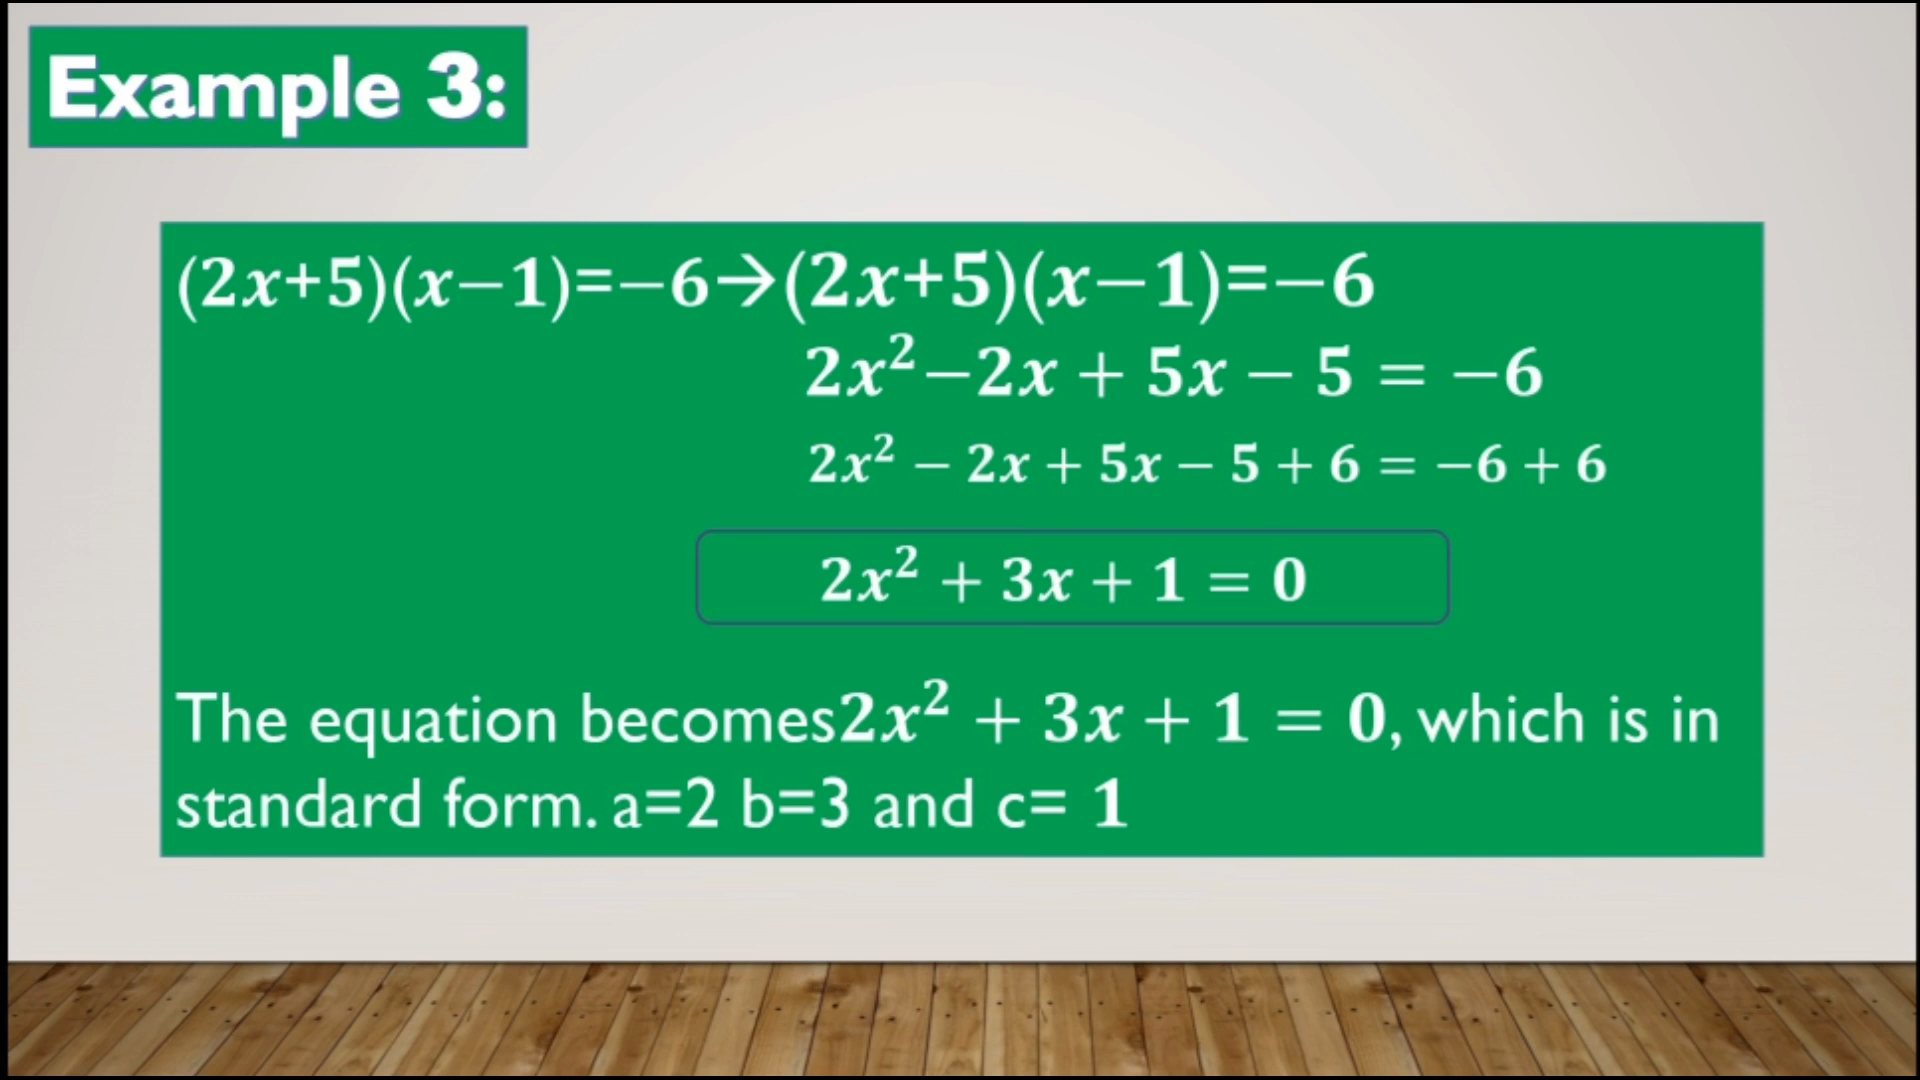 Example 3:
(2x+5)(x−1)=−6→(2x+5)(x−1)=−6
2x²−2x + 5x − 5 = −6
2x² − 2x + 5x − 5 + 6 = −6 + 6
2x² + 3x + 1 = 0
The equation becomes2x² + 3x + 1 = 0, which is in
standard form. a=2 b=3 and c= 1